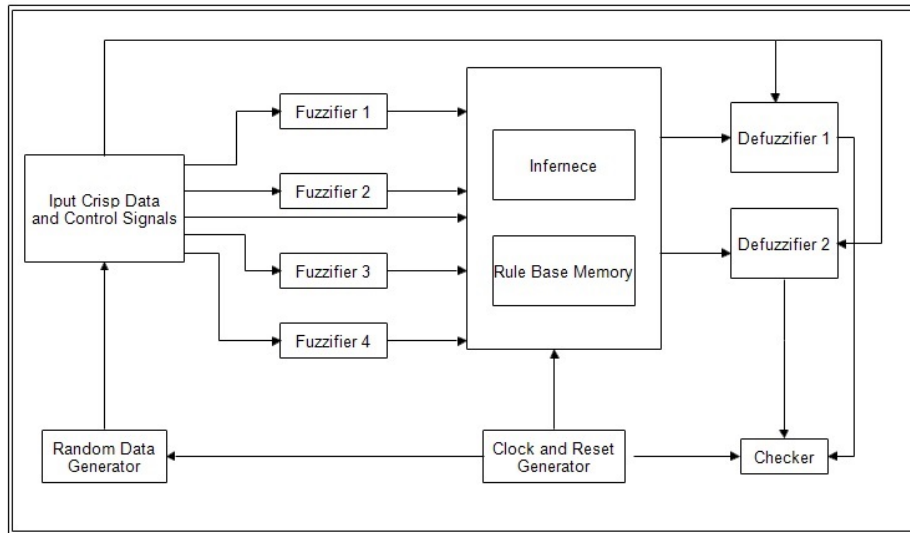 Fuzzifier 1
Defuzzifier 1
Infernece
Fuzzifier 2
Iput Crisp Data
and Control Signals
Defuzzifier 2
Fuzzifier 3
Rule Base Memory
Fuzzifier 4
Random Data
Generator
Clock and Reset
Generator
Checker